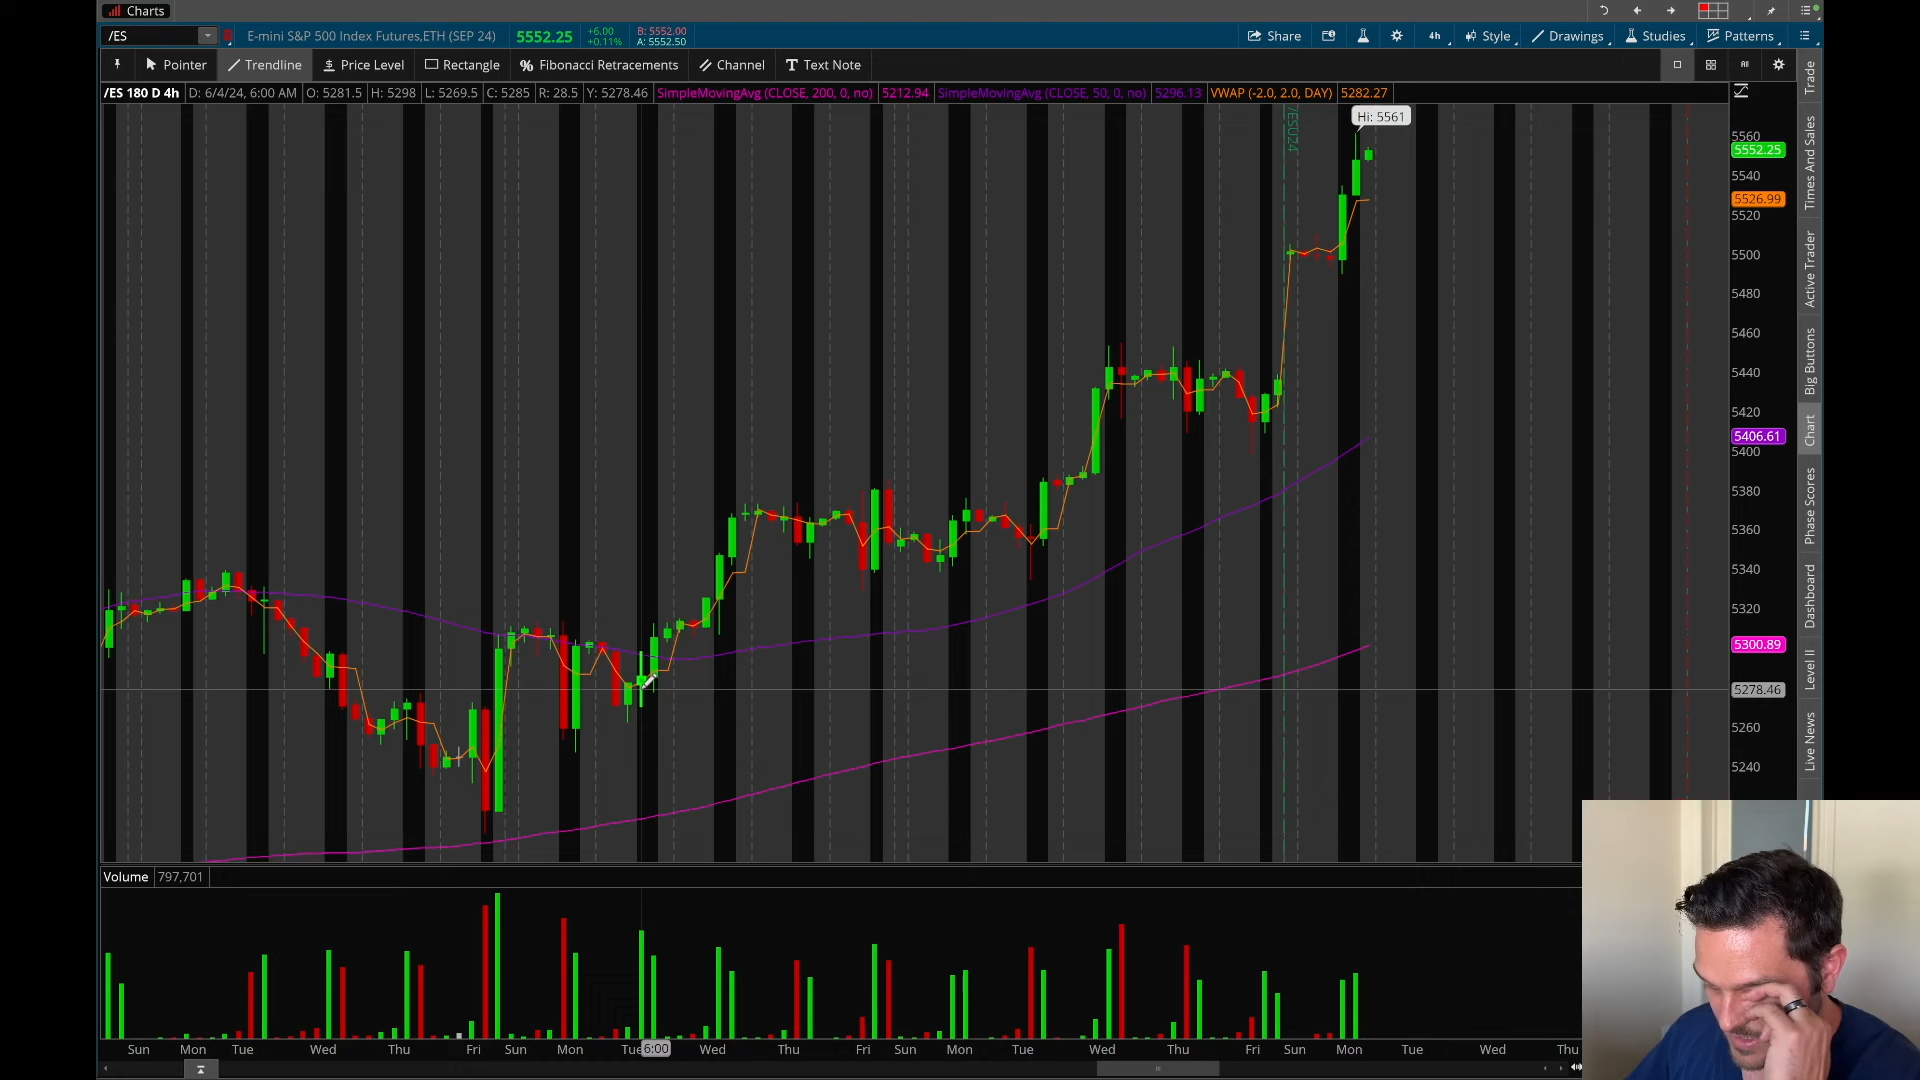 Charts
/ES
E-mini S&P 500 Index Futures,ETH (SEP 24)
5552.25
+6.00
+0.11%
B: 5552.00
A: 5552.50
Share
4h
Style
Drawings
Studies
Patterns
Pointer
Trendline
$ Price Level
Rectangle
% Fibonacci Retracements
Channel
T Text Note
All
/ES 180 D 4h
D: 6/4/24, 6:00 AM
O: 5281.5
H: 5298
L: 5269.5
C: 5285
R: 28.5
Y: 5278.46
SimpleMovingAvg (CLOSE, 200, 0, no)
5212.94
SimpleMovingAvg (CLOSE, 50, 0, no)
5296.13
VWAP (-2.0, 2.0, DAY)
5282.27
/ESU24
Hi: 5561
5560
5552.25
5540
5526.99
5520
5500
5480
5460
5440
5420
5406.61
5400
5380
5360
5340
5320
5300.89
5278.46
5260
5240
Trade
Times And Sales
Active Trader
Big Buttons
Chart
Phase Scores
Dashboard
Level II
Live News
Volume
797,701
Sun Mon Tue Wed Thu Fri Sun Mon Tue 6:00 Wed Thu Fri Sun Mon Tue Wed Thu Fri Sun Mon Tue Wed Thu